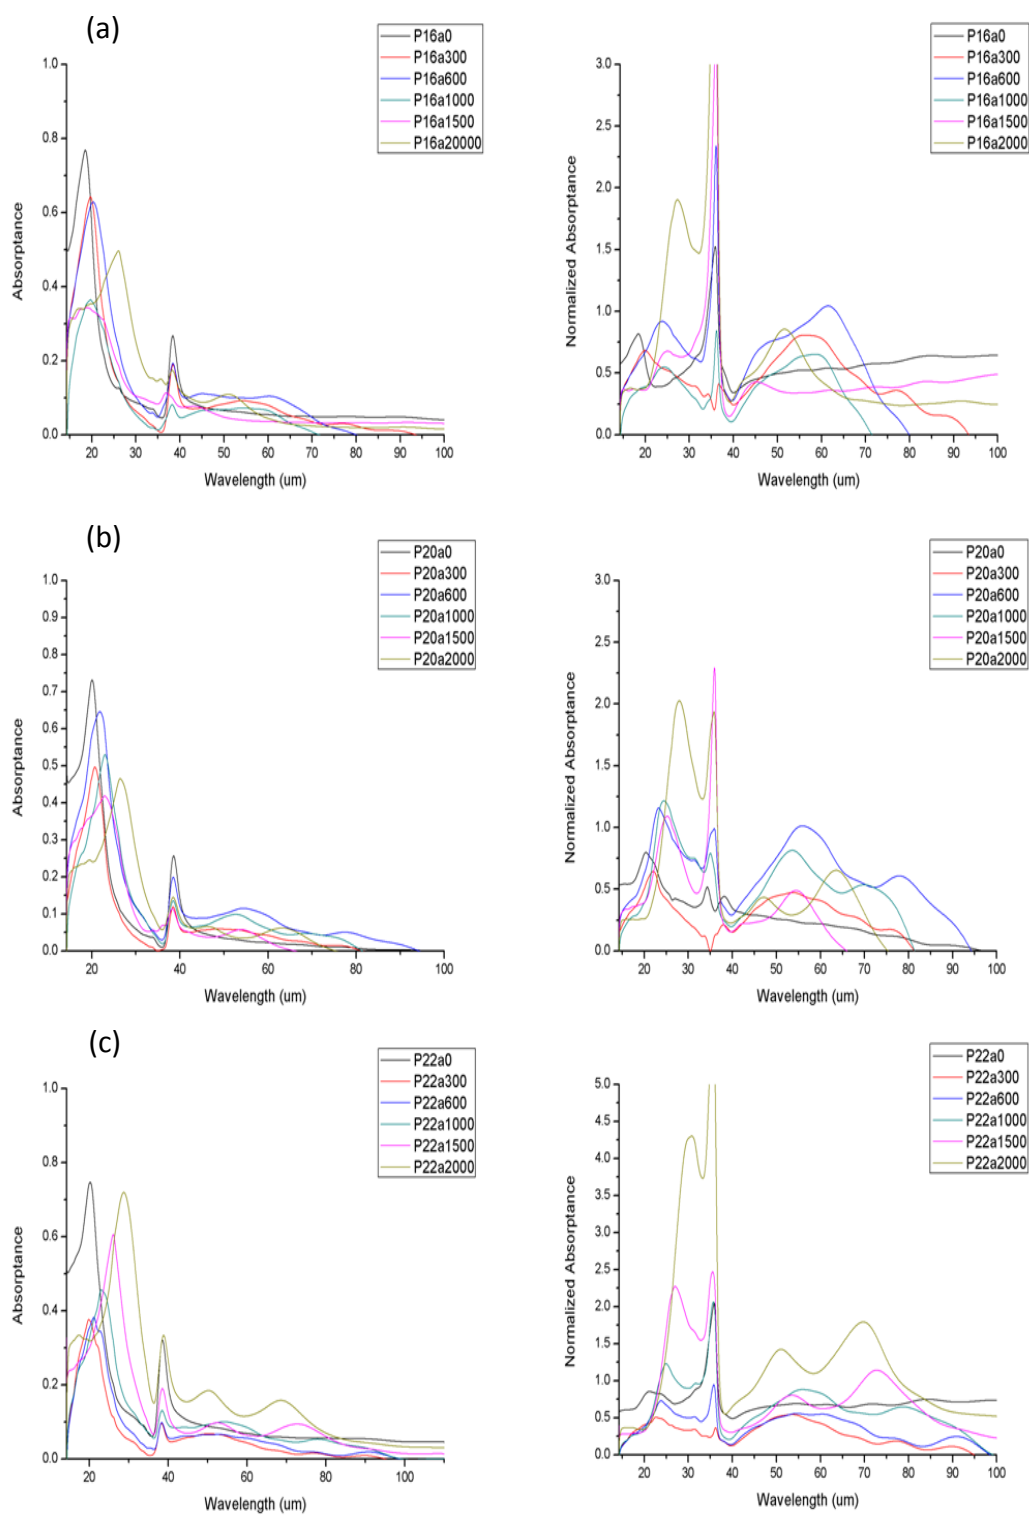 (a)
P16a0
P16a300
P16a600
P16a1000
P16a1500
P16a20000
1.0
0.8
0.6
0.4
0.2
0.0
Absorptance
20 30 40 50 60 70 80 90 100
Wavelength (um)
P16a0
P16a300
P16a600
P16a1000
P16a1500
P16a2000
3.0
2.5
2.0
1.5
1.0
0.5
0.0
Normalized Absorptance
20 30 40 50 60 70 80 90 100
Wavelength (um)
(b)
P20a0
P20a300
P20a600
P20a1000
P20a1500
P20a2000
1.0
0.9
0.8
0.7
0.6
0.5
0.4
0.3
0.2
0.1
0.0
Absorptance
20 30 40 50 60 70 80 90 100
Wavelength (um)
P20a0
P20a300
P20a600
P20a1000
P20a1500
P20a2000
3.0
2.5
2.0
1.5
1.0
0.5
0.0
Normalized Absorptance
20 30 40 50 60 70 80 90 100
Wavelength (um)
(c)
P22a0
P22a300
P22a600
P22a1000
P22a1500
P22a2000
1.0
0.8
0.6
0.4
0.2
0.0
Absorptance
20 40 60 80 100
Wavelength (um)
P22a0
P22a300
P22a600
P22a1000
P22a1500
P22a2000
5.0
4.5
4.0
3.5
3.0
2.5
2.0
1.5
1.0
0.5
0.0
Normalized Absorptance
20 30 40 50 60 70 80 90 100
Wavelength (um)